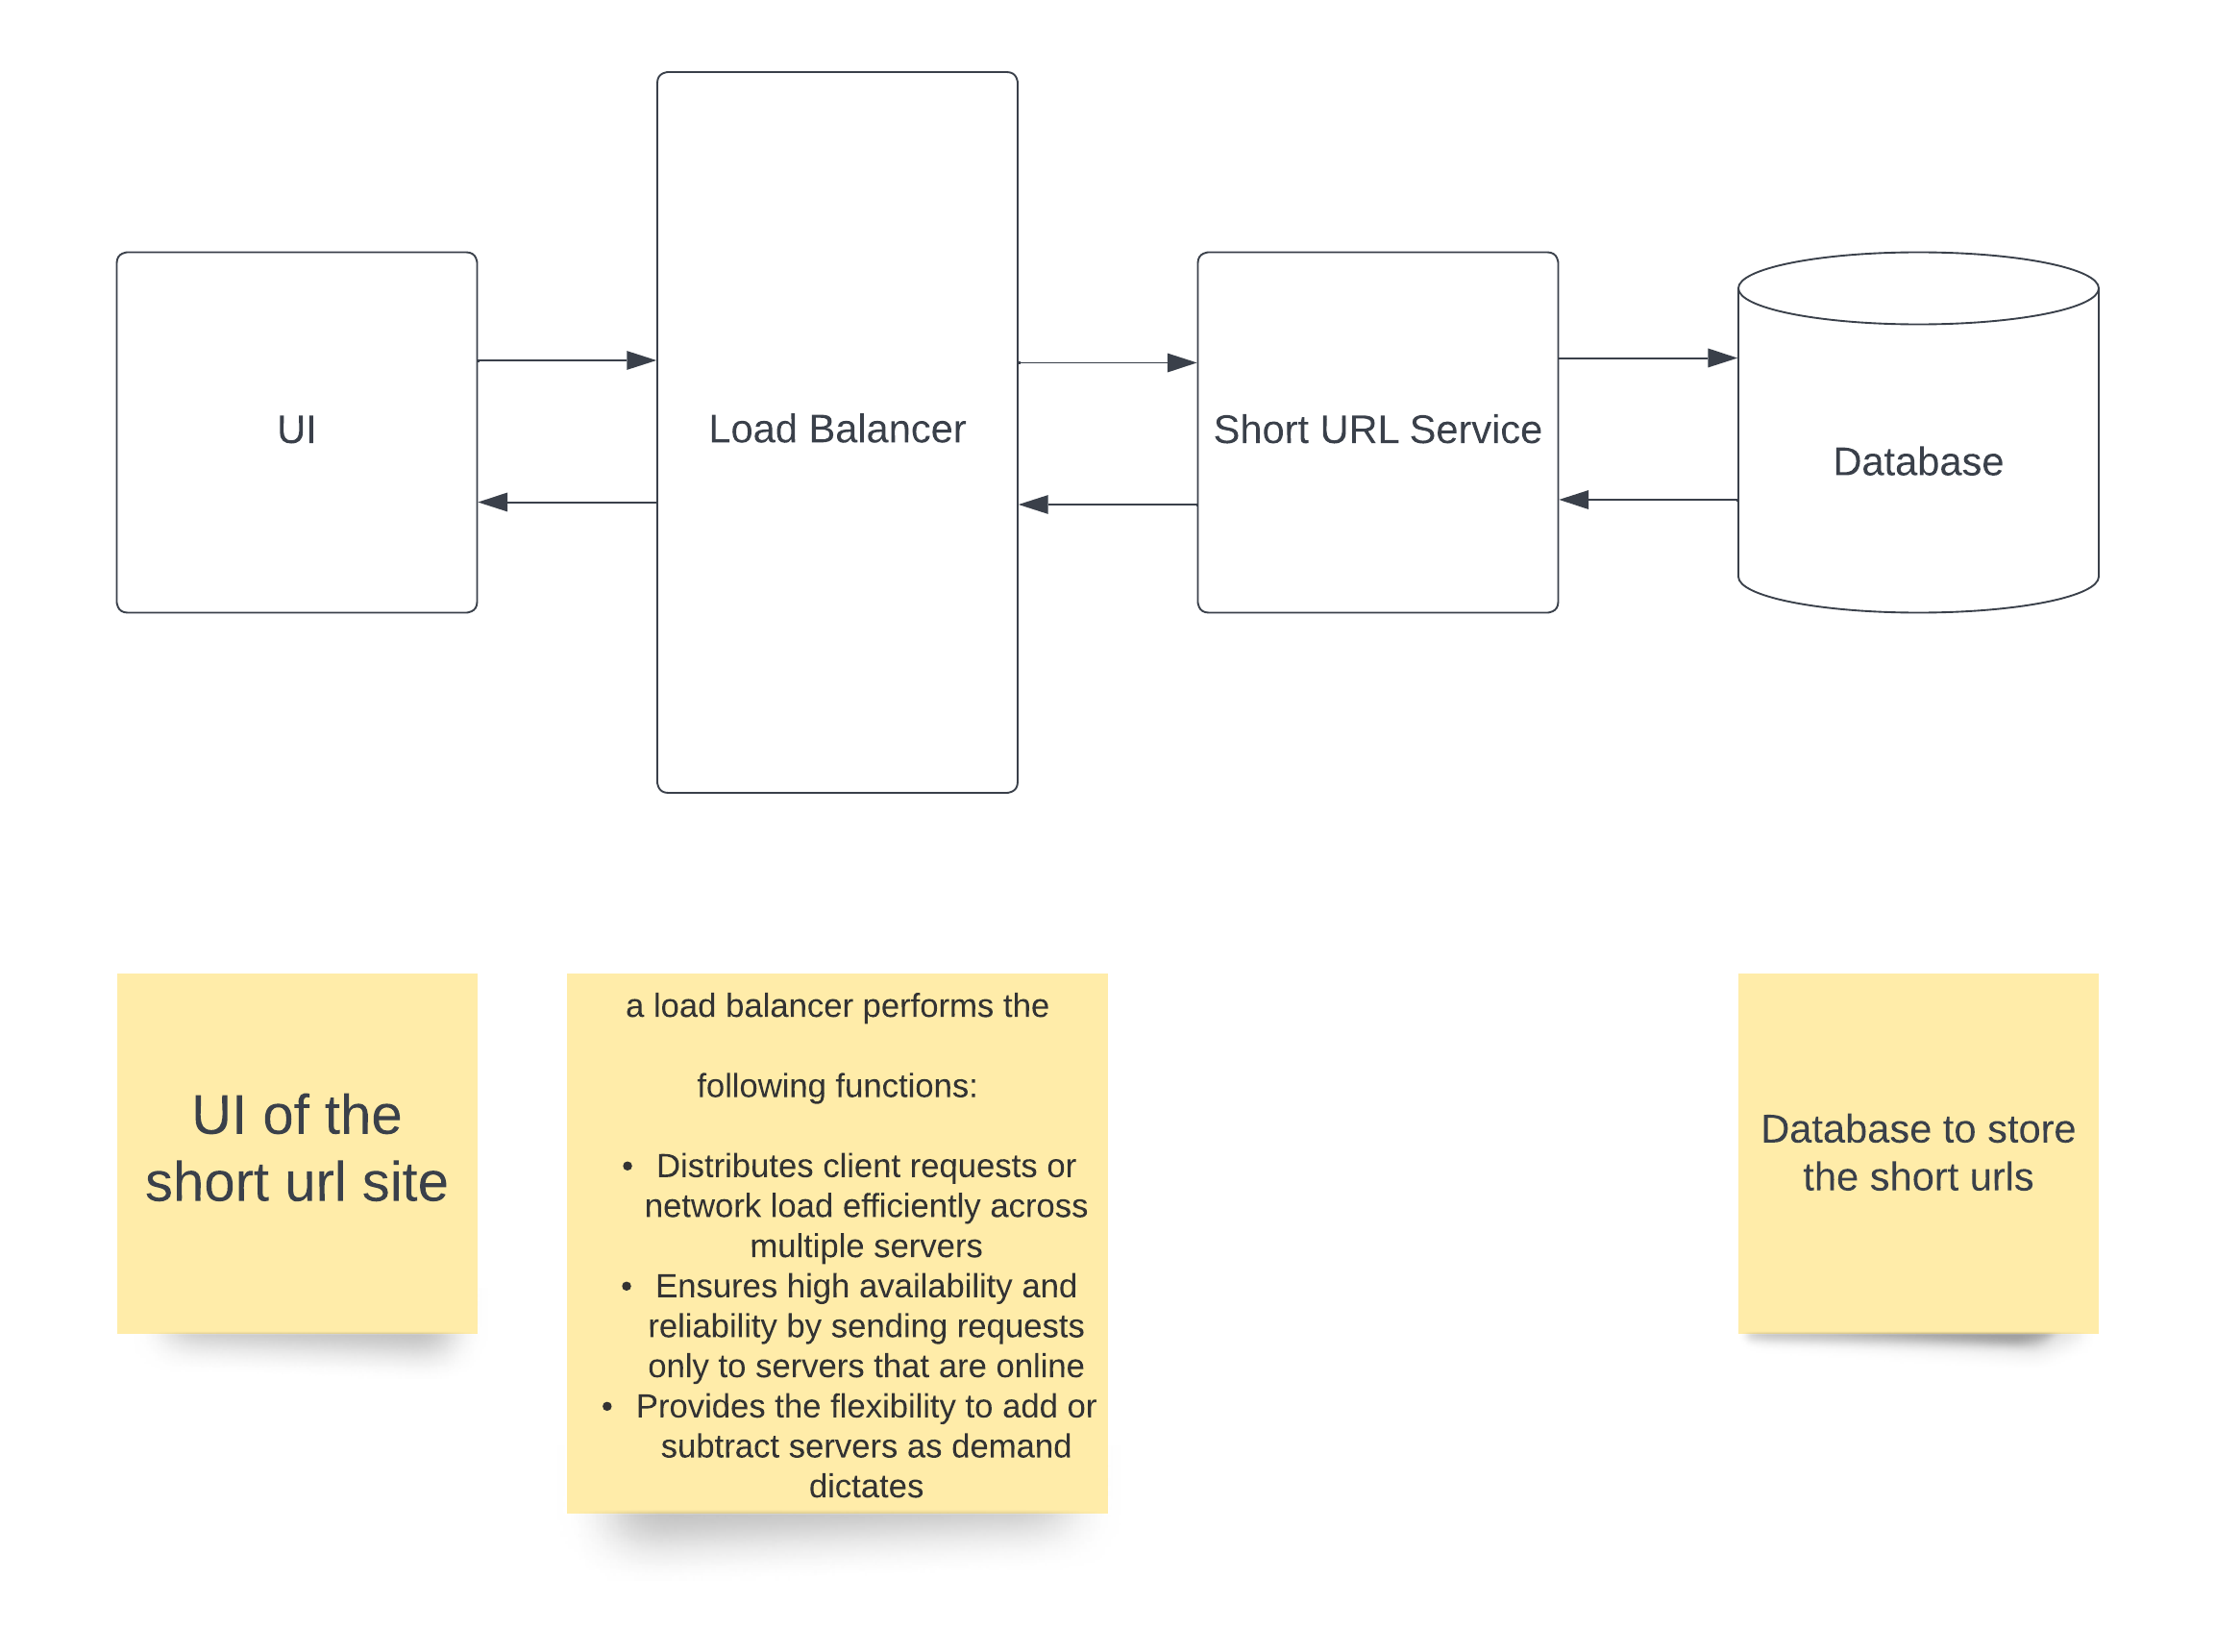 UI
Load Balancer
Short URL Service
Database
UI of the
short url site
a load balancer performs the
following functions:
• Distributes client requests or
network load efficiently across
multiple servers
• Ensures high availability and
reliability by sending requests
only to servers that are online
• Provides the flexibility to add or
subtract servers as demand
dictates
Database to store
the short urls